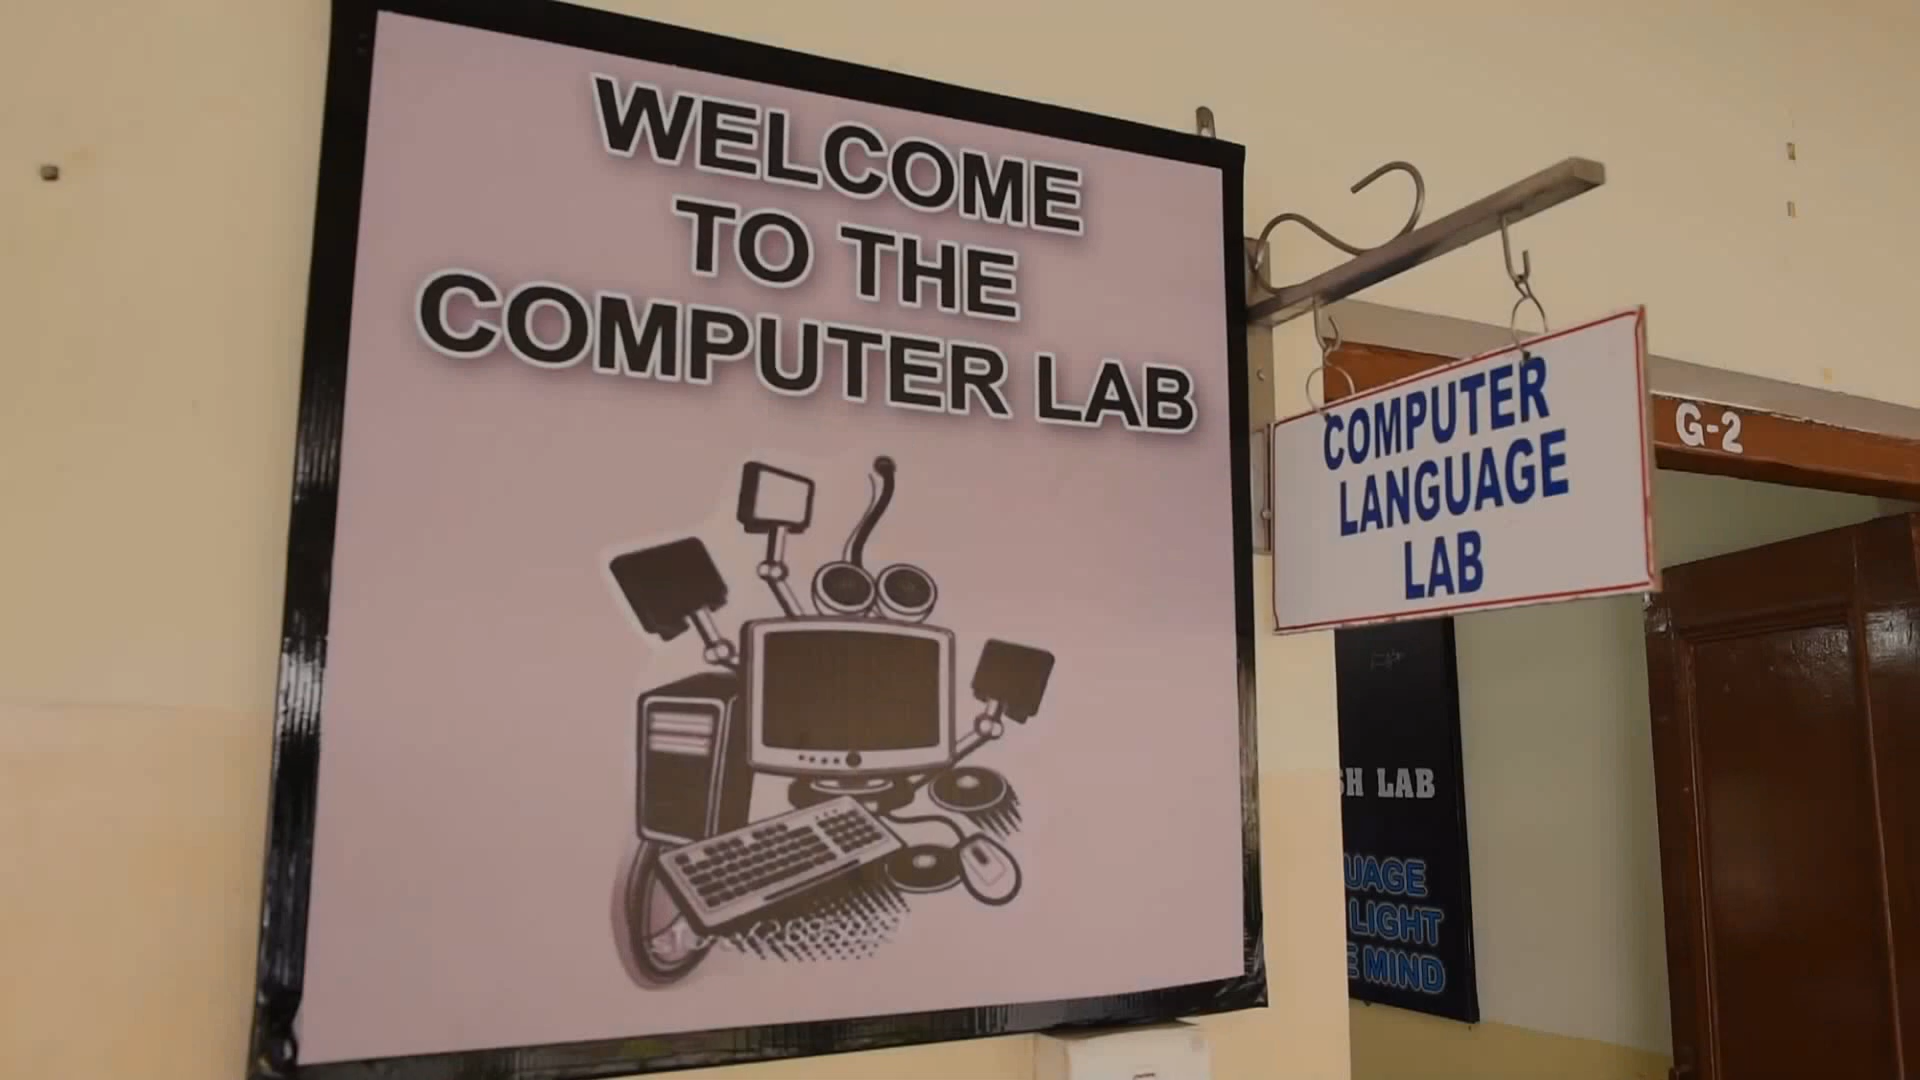 WELCOME
TO THE
COMPUTER LAB
COMPUTER
LANGUAGE
LAB
G-2
LAB
LIGHT
MIND